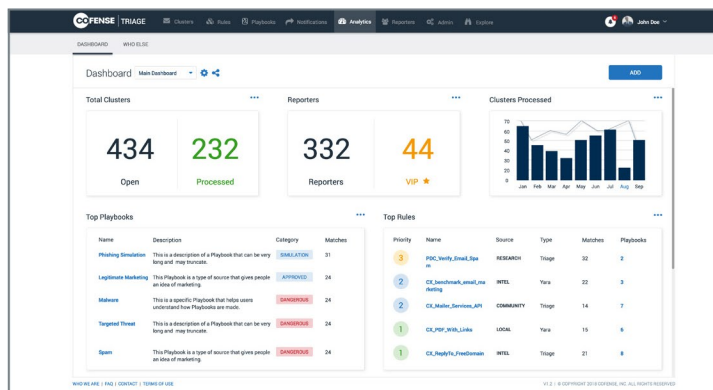 COFENSE TRIAGE Clusters Rules Playbooks Notifications Analytics Reporters Admin Explore John Doe
DASHBOARD WHO ELSE
Dashboard Main Dashboard ADD
Total Clusters Reporters Clusters Processed
434 232 332 44
Open Processed Reporters VIP
70
60
50
40
30
20
0
Jan Feb Mar Apr May Jun Jul Aug Sep
Top Playbooks Top Rules
Name Description Category Matches
Phishing Simulation This is a description of a Playbook that can be very SIMULATION 31
long and may truncate.
Legitimate Marketing This Playbook is a type of source that gives people APPROVED 24
an idea of marketing.
Malware This is a specific Playbook that helps users DANGEROUS 24
understand how Playbooks are made.
Targeted Threat This is a description of a Playbook that can be very DANGEROUS 24
long and may truncate.
Spam This Playbook is a type of source that gives people DANGEROUS 24
an idea of marketing.
Priority Name Source Type Matches Playbooks
3 PDC_Verify_Email_Spa RESEARCH Triage 32 2
m
2 CX_benchmark_email_ma INTEL Yara 22 3
rketing
2 CX_Mailer_Services_API COMMUNITY Triage 14 7
1 CX_PDF_With_Links LOCAL Yara 15 6
1 CX_ReplyTo_FreeDomain INTEL Triage 21 8
WHO WE ARE | FAQ | CONTACT | TERMS OF USE V1.2 | © COPYRIGHT 2018 COFENSE, INC. ALL RIGHTS RESERVED